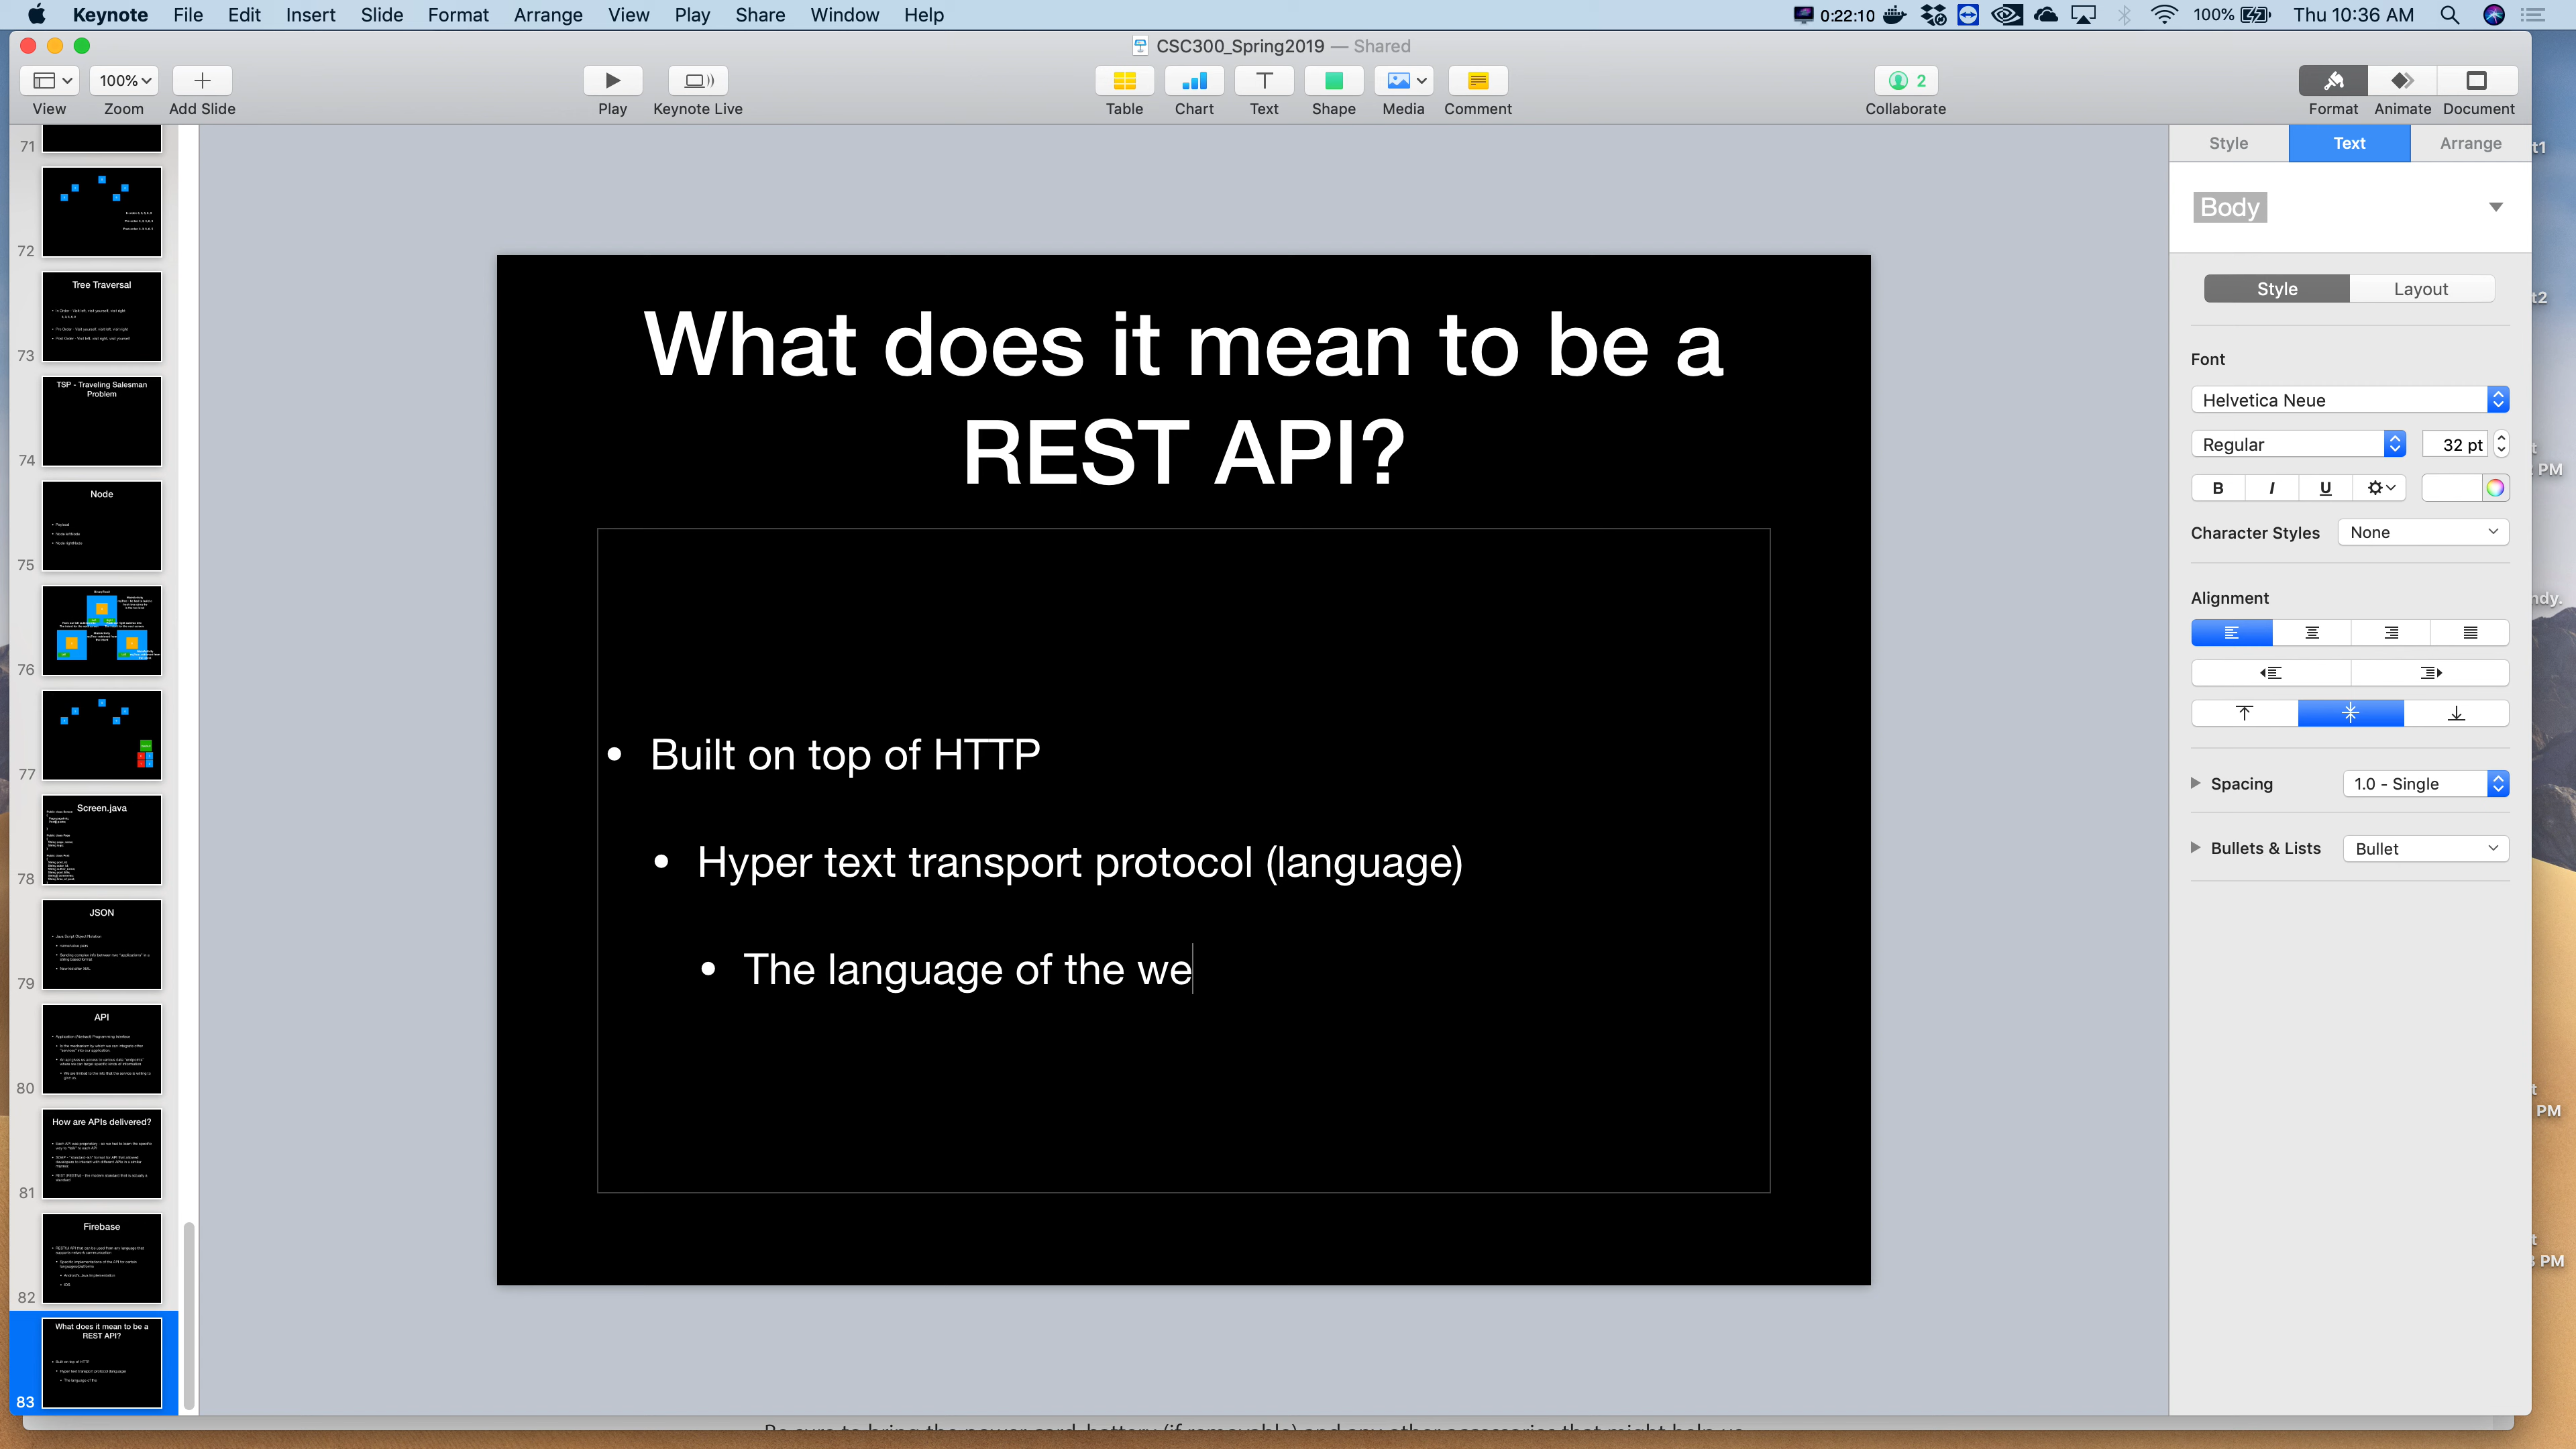 Keynote File Edit Insert Slide Format Arrange View Play Share Window Help
0:22:10 100% Thu 10:36 AM
CSC300_Spring2019 — Shared
100%
2
View Zoom Add Slide Play Keynote Live Table Chart Text Shape Media Comment Collaborate Format Animate Document
71
72
Tree Traversal
73
TSP - Traveling Salesman
Problem
74
Node
75
76
77
Screen.java
78
JSON
79
API
80
How are APIs delivered?
81
Firebase
82
What does it mean to be a
REST API?
83
What does it mean to be a
REST API?
• Built on top of HTTP
• Hyper text transport protocol (language)
• The language of the we
Style Text Arrange
Body
Style Layout
Font
Helvetica Neue
Regular 32 pt
B I U
Character Styles None
Alignment
Spacing 1.0 - Single
Bullets & Lists Bullet
t1
t2
PM
ndy.
PM
PM